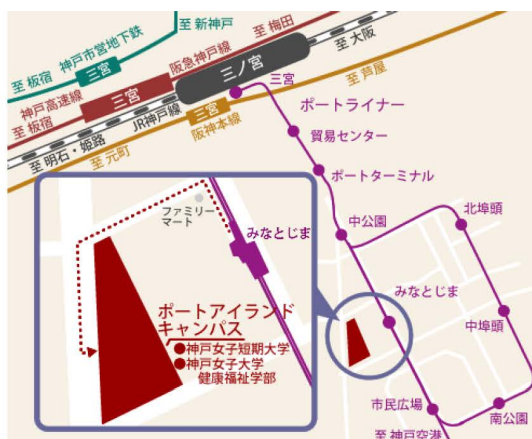 至 新神戸
神戸市営地下鉄
至 板宿
三宮
阪急神戸線
至 梅田
至 大阪
三ノ宮
三宮
神戸高速線
至 板宿
JR神戸線
至 明石・姫路
三宮
阪神本線
至 元町
至 芦屋
三宮
ポートライナー
貿易センター
ポートターミナル
中公園
北埠頭
みなとじま
中埠頭
市民広場
南公園
至 神戸空港
ファミリー
マート
みなとじま
ポートアイランド
キャンパス
●神戸女子短期大学
●神戸女子大学
健康福祉学部